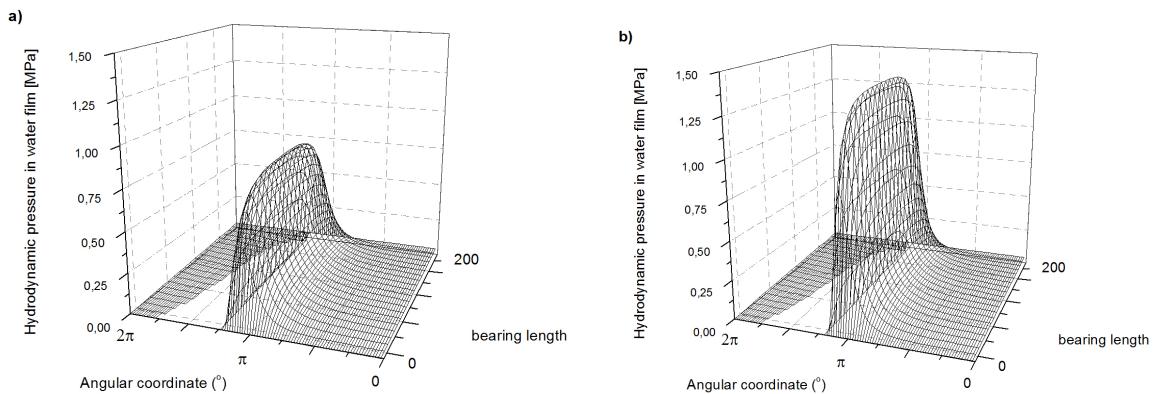 a)
Hydrodynamic pressure in water film [MPa]
1,50
1,25
1,00
0,75
0,50
0,25
0,00
2π
π
0
Angular coordinate (°)
200
0
bearing length
b)
Hydrodynamic pressure in water film [MPa]
1,50
1,25
1,00
0,75
0,50
0,25
0,00
2π
π
0
Angular coordinate (°)
200
0
bearing length